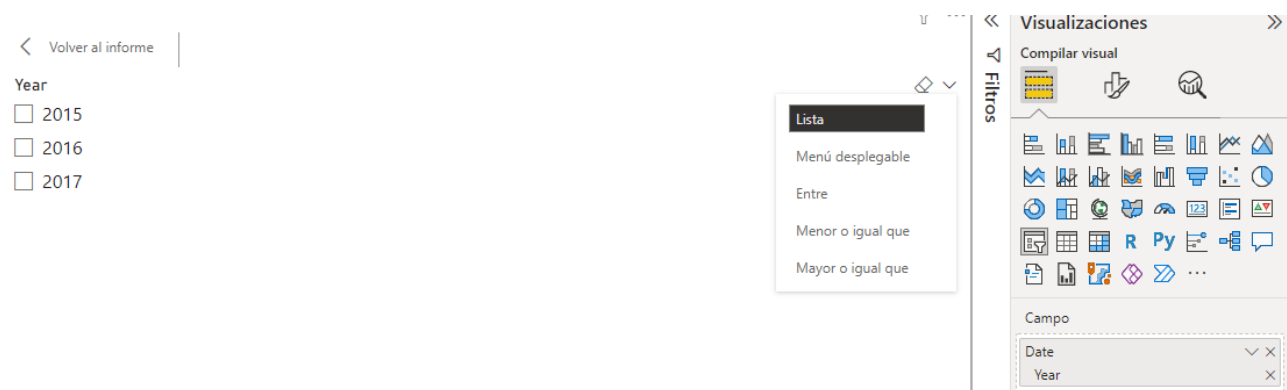 Volver al informe
Year
2015
2016
2017
Lista
Menú desplegable
Entre
Menor o igual que
Mayor o igual que
Filtros
Visualizaciones
Compilar visual
123
R Py
Campo
Date
Year